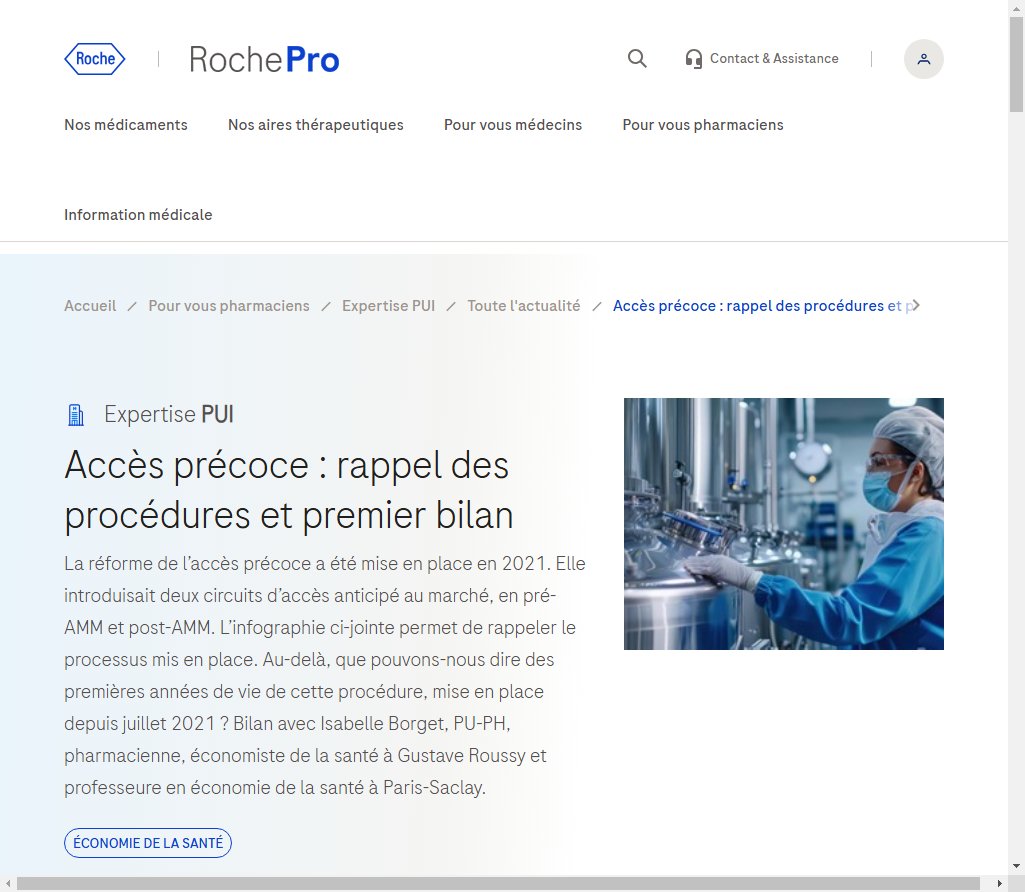 Roche
RochePro
Contact & Assistance
Nos médicaments
Nos aires thérapeutiques
Pour vous médecins
Pour vous pharmaciens
Information médicale
Accueil / Pour vous pharmaciens / Expertise PUI / Toute l'actualité / Accès précoce : rappel des procédures et p
Expertise PUI
Accès précoce : rappel des
procédures et premier bilan
La réforme de l’accès précoce a été mise en place en 2021. Elle
introduisait deux circuits d’accès anticipé au marché, en pré-
AMM et post-AMM. L’infographie ci-jointe permet de rappeler le
processus mis en place. Au-delà, que pouvons-nous dire des
premières années de vie de cette procédure, mise en place
depuis juillet 2021 ? Bilan avec Isabelle Borget, PU-PH,
pharmacienne, économiste de la santé à Gustave Roussy et
professeure en économie de la santé à Paris-Saclay.
ÉCONOMIE DE LA SANTÉ